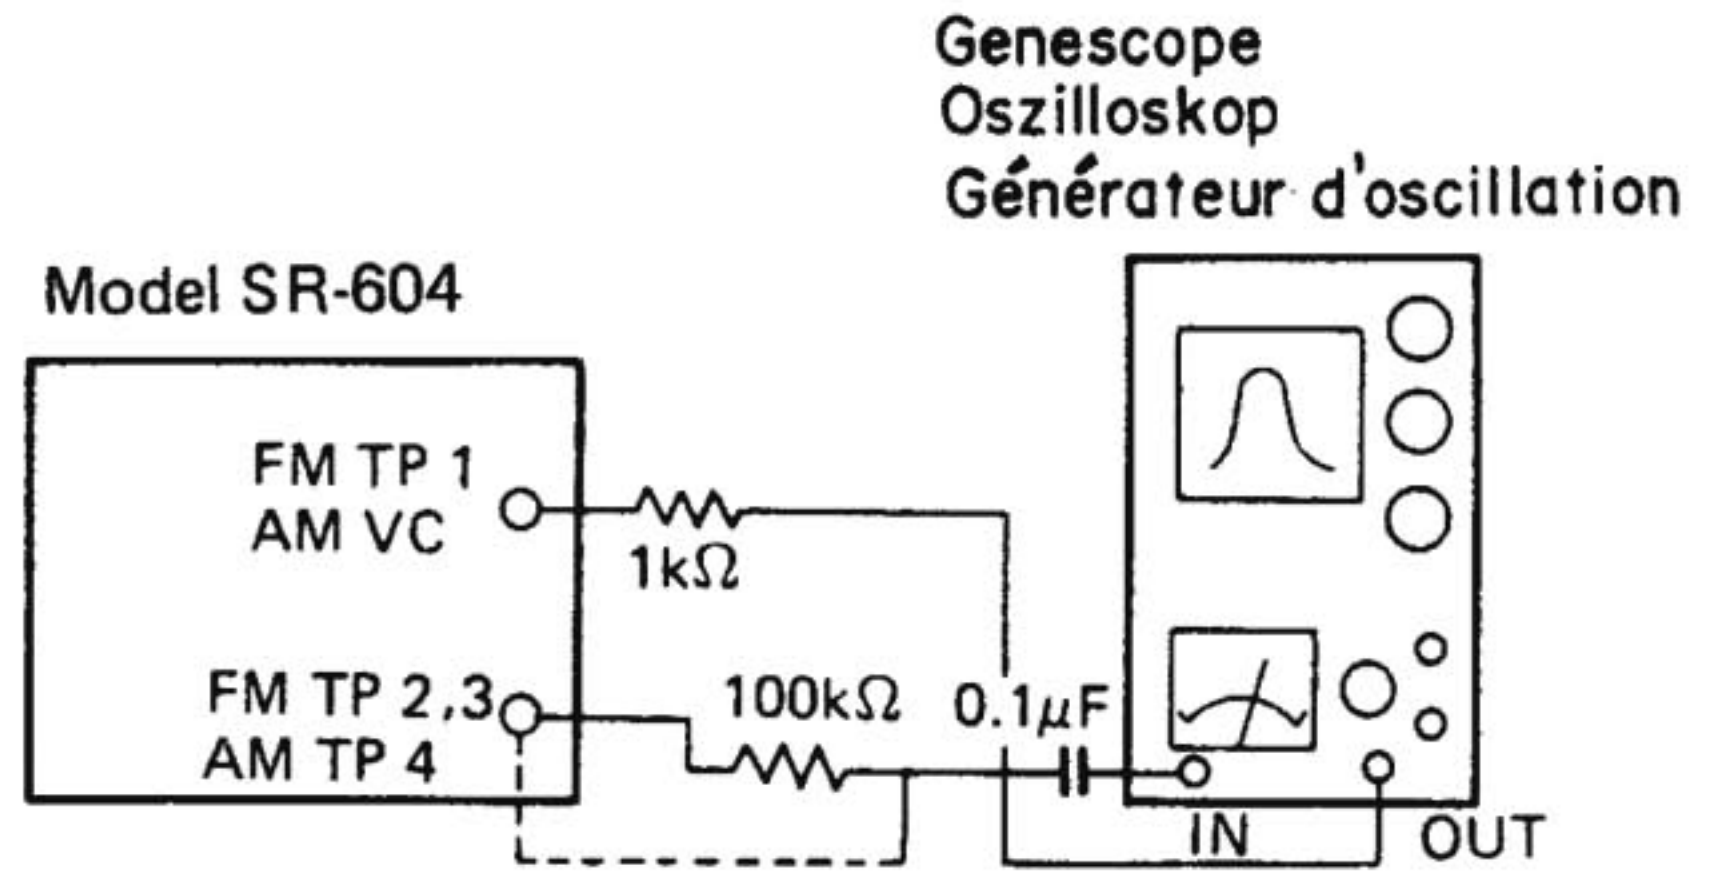 Genescope
Oszilloskop
Générateur d'oscillation
Model SR-604
FM TP 1
AM VC
1kΩ
FM TP 2,3
AM TP 4
100kΩ
0.1μF
IN
OUT